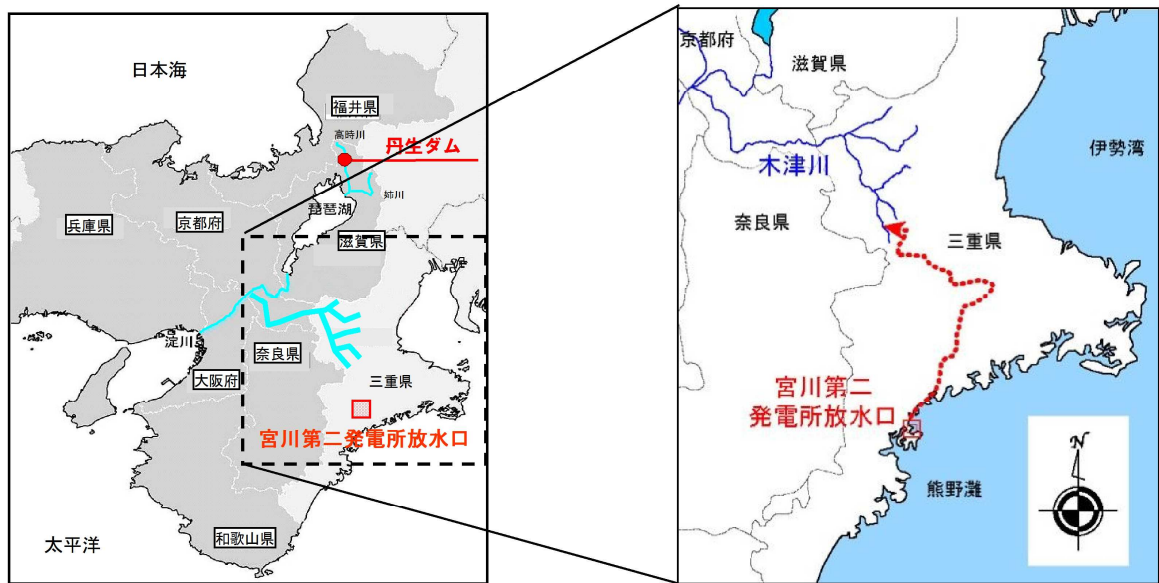 日本海
福井県
高時川
丹生ダム
姉川
琵琶湖
兵庫県
京都府
滋賀県
淀川
奈良県
大阪府
三重県
宮川第二発電所放水口
和歌山県
太平洋
京都府
滋賀県
伊勢湾
木津川
奈良県
三重県
宮川第二
発電所放水口
熊野灘
N